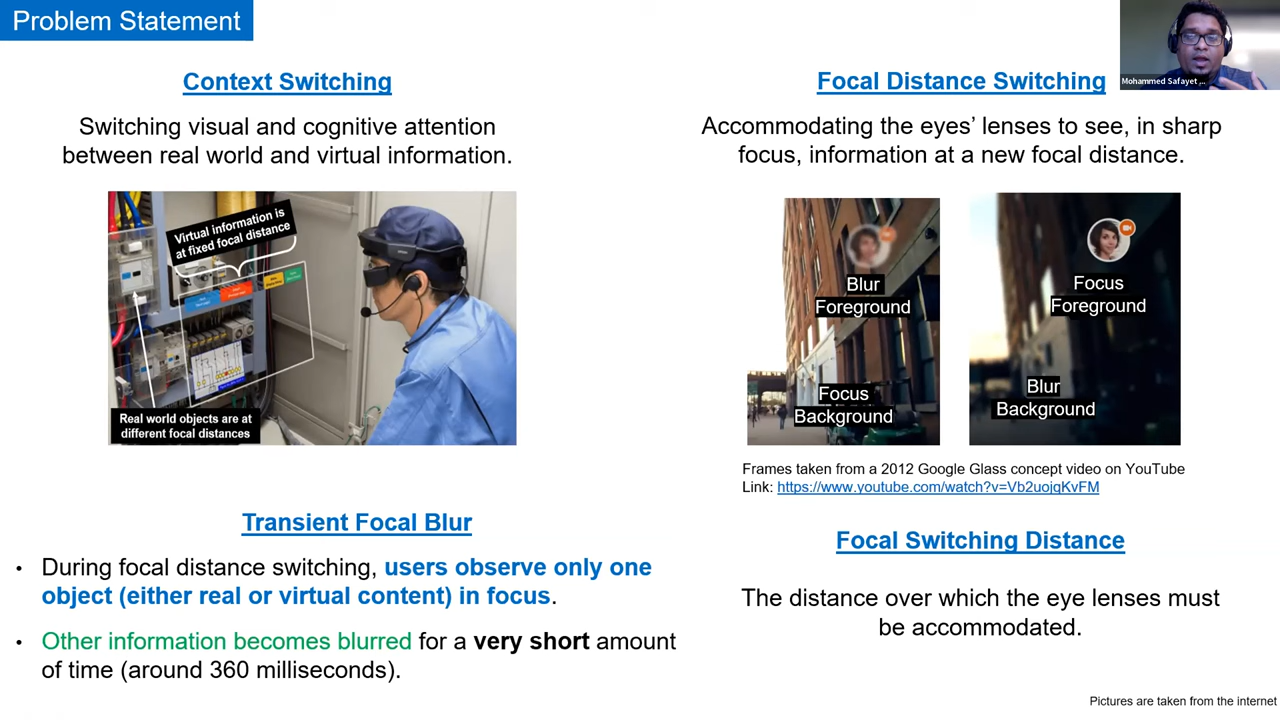 Problem Statement
Mohammed Safayet ...
Context Switching
Switching visual and cognitive attention
between real world and virtual information.
Virtual information is
at fixed focal distance
Real world objects are at
different focal distances
Focal Distance Switching
Accommodating the eyes’ lenses to see, in sharp
focus, information at a new focal distance.
Blur
Foreground
Focus
Background
Focus
Foreground
Blur
Background
Frames taken from a 2012 Google Glass concept video on YouTube
Link: https://www.youtube.com/watch?v=Vb2uojqKvFM
Transient Focal Blur
• During focal distance switching, users observe only one
object (either real or virtual content) in focus.
• Other information becomes blurred for a very short amount
of time (around 360 milliseconds).
Focal Switching Distance
The distance over which the eye lenses must
be accommodated.
Pictures are taken from the internet